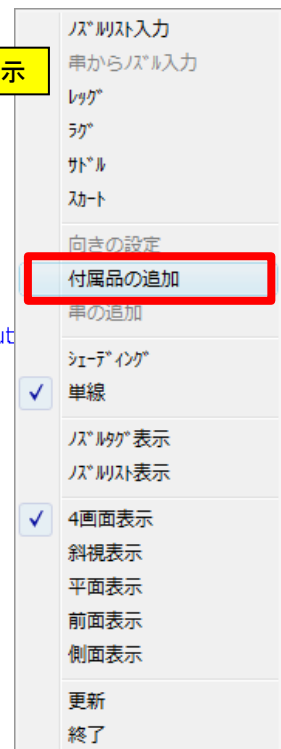 ﾉｽﾞﾙﾘｽﾄ入力
串からﾉｽﾞﾙ入力
示
ﾚｯｸﾞ
ﾗｸﾞ
ｻﾄﾞﾙ
ｽｶｰﾄ
向きの設定
付属品の追加
串の追加
ut
ｼｪｰﾃﾞｨﾝｸﾞ
単線
ﾉｽﾞﾙﾀｸﾞ表示
ﾉｽﾞﾙﾘｽﾄ表示
4画面表示
斜視表示
平面表示
前面表示
側面表示
更新
終了